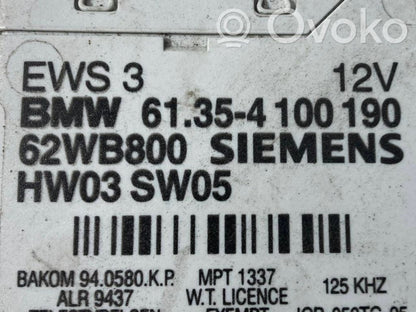 ovoko
EWS 3 12V
BMW 61.35-4 100 190
62WB800 SIEMENS
HW03 SW05
BAKOM 94.0580.K.P. MPT 1337 125 KHZ
ALR 9437 W.T. LICENCE
EXEMPT